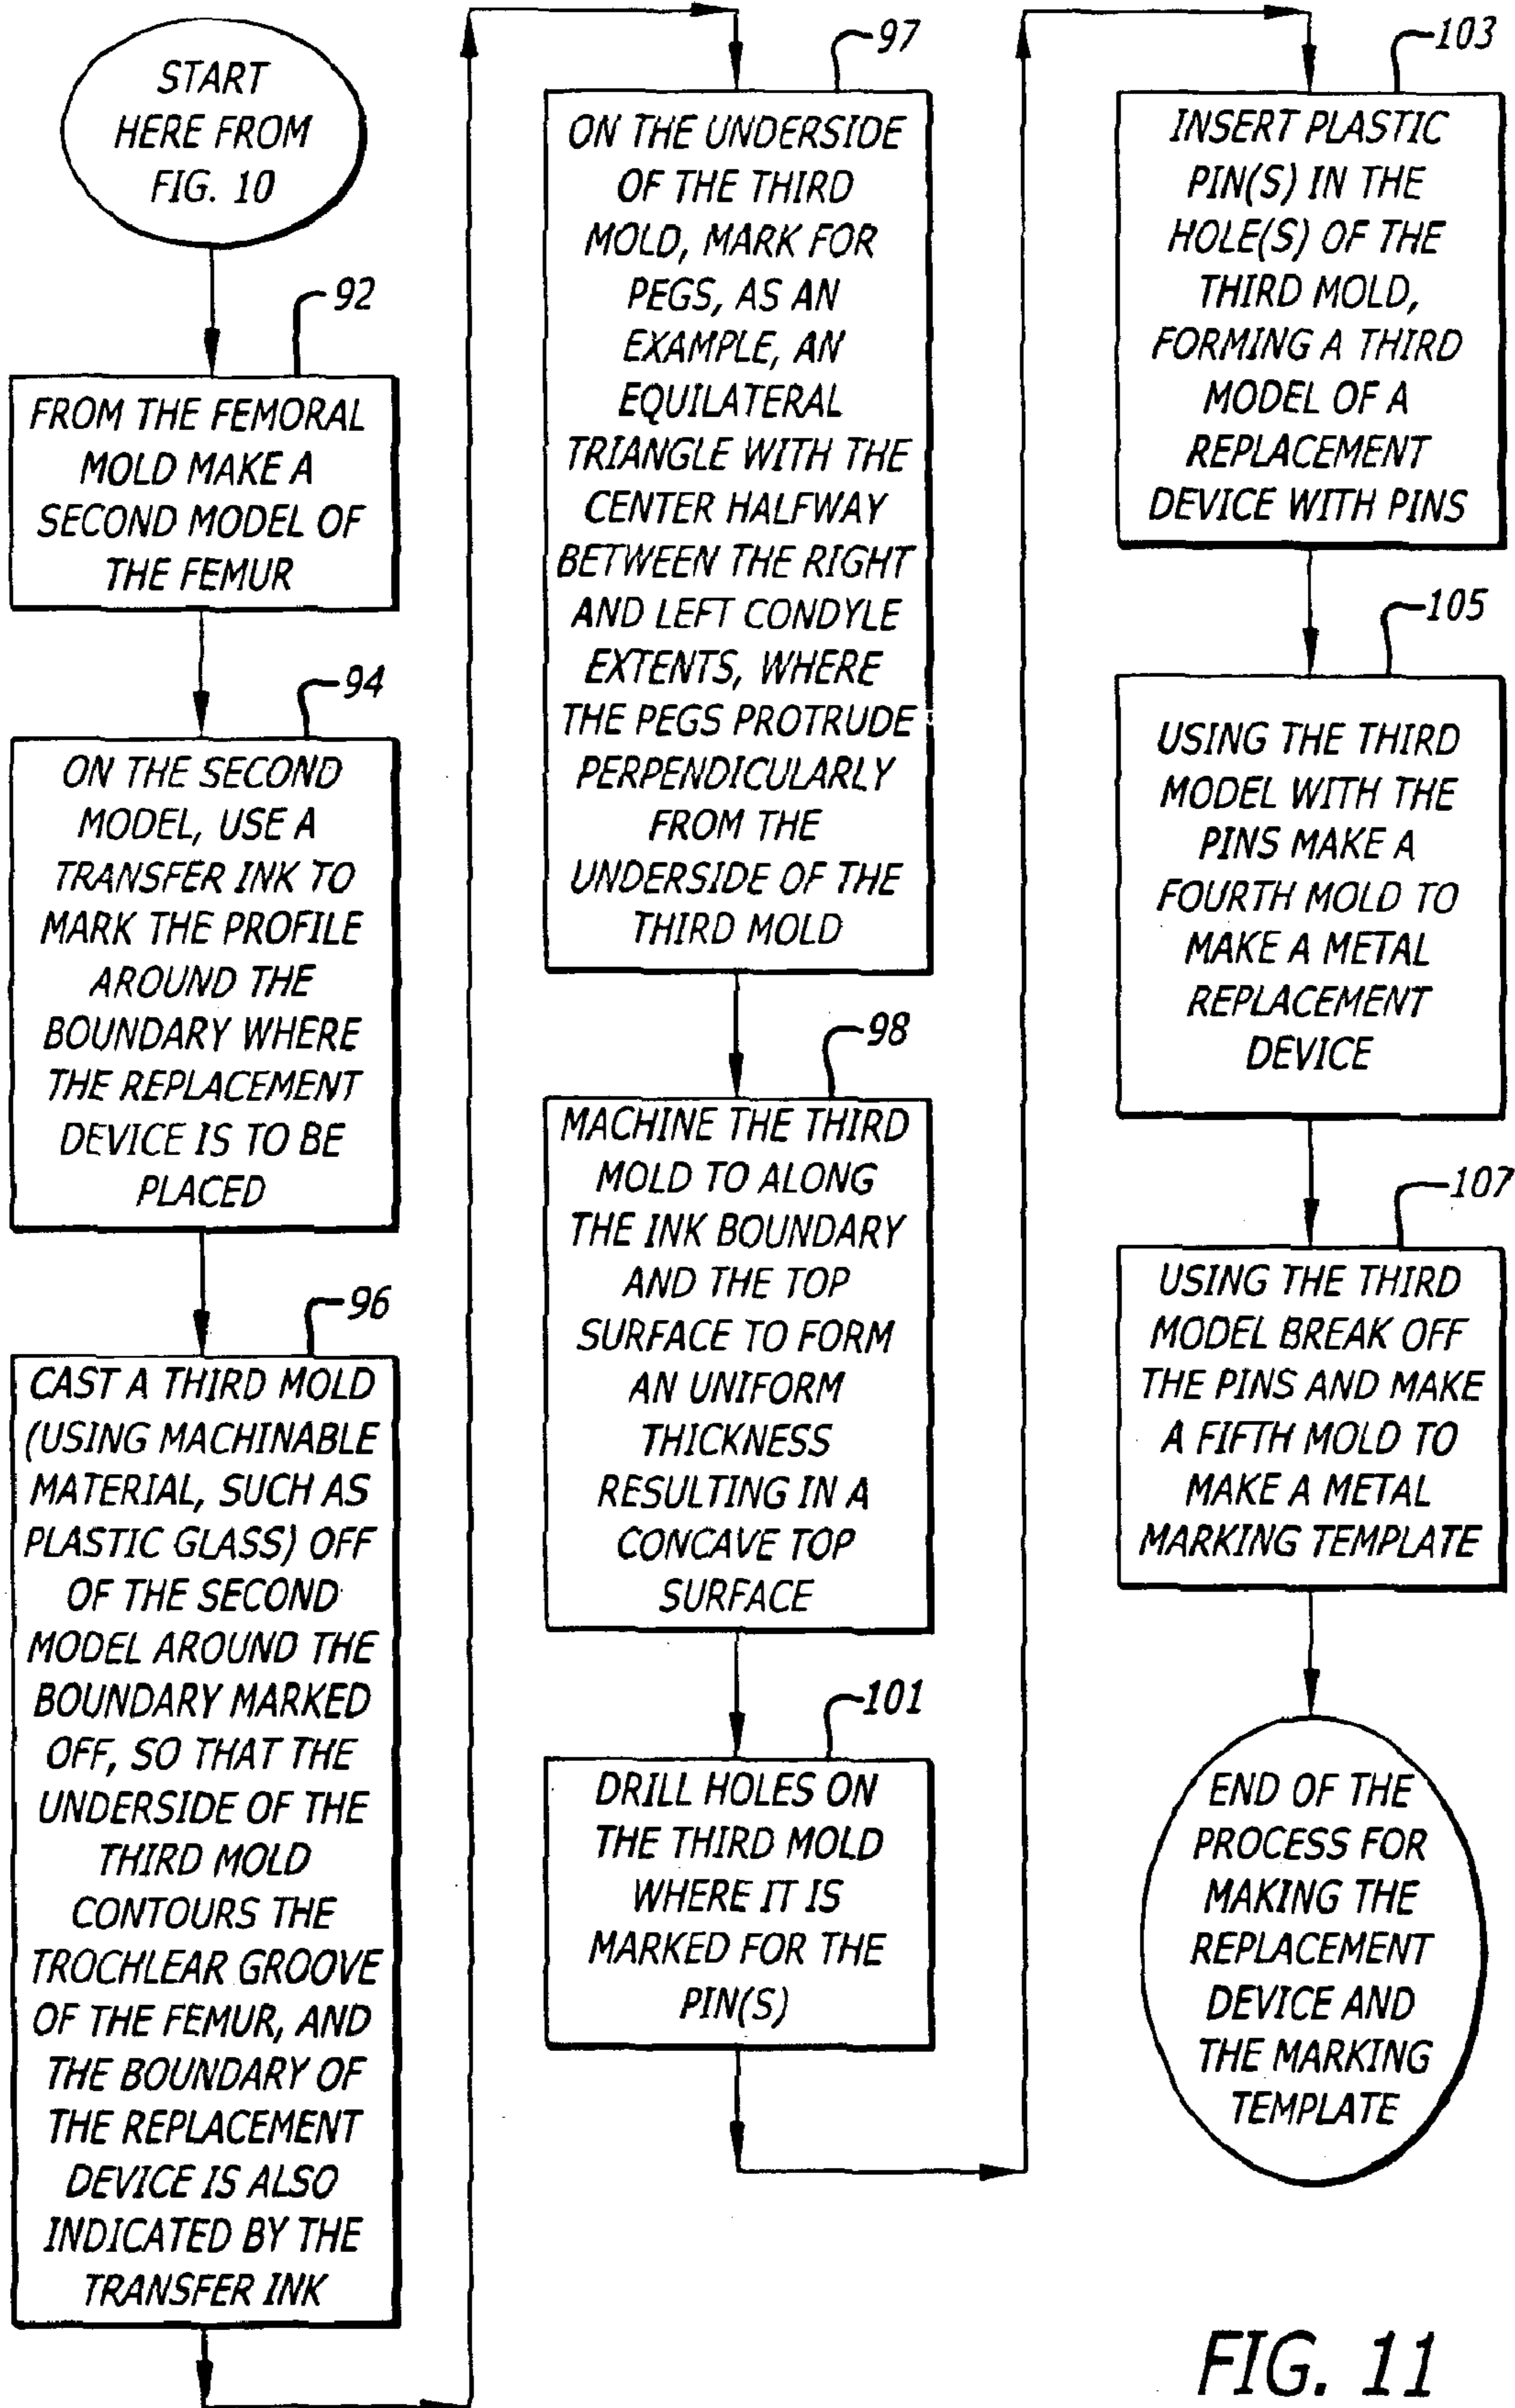 START
HERE FROM
FIG. 10
92
FROM THE FEMORAL
MOLD MAKE A
SECOND MODEL OF
THE FEMUR
94
ON THE SECOND
MODEL, USE A
TRANSFER INK TO
MARK THE PROFILE
AROUND THE
BOUNDARY WHERE
THE REPLACEMENT
DEVICE IS TO BE
PLACED
96
CAST A THIRD MOLD
(USING MACHINABLE
MATERIAL, SUCH AS
PLASTIC GLASS) OFF
OF THE SECOND
MODEL AROUND THE
BOUNDARY MARKED
OFF, SO THAT THE
UNDERSIDE OF THE
THIRD MOLD
CONTOURS THE
TROCHLEAR GROOVE
OF THE FEMUR, AND
THE BOUNDARY OF
THE REPLACEMENT
DEVICE IS ALSO
INDICATED BY THE
TRANSFER INK
97
ON THE UNDERSIDE
OF THE THIRD
MOLD, MARK FOR
PEGS, AS AN
EXAMPLE, AN
EQUILATERAL
TRIANGLE WITH THE
CENTER HALFWAY
BETWEEN THE RIGHT
AND LEFT CONDYLE
EXTENTS, WHERE
THE PEGS PROTRUDE
PERPENDICULARLY
FROM THE
UNDERSIDE OF THE
THIRD MOLD
98
MACHINE THE THIRD
MOLD TO ALONG
THE INK BOUNDARY
AND THE TOP
SURFACE TO FORM
AN UNIFORM
THICKNESS
RESULTING IN A
CONCAVE TOP
SURFACE
101
DRILL HOLES ON
THE THIRD MOLD
WHERE IT IS
MARKED FOR THE
PIN(S)
103
INSERT PLASTIC
PIN(S) IN THE
HOLE(S) OF THE
THIRD MOLD,
FORMING A THIRD
MODEL OF A
REPLACEMENT
DEVICE WITH PINS
105
USING THE THIRD
MODEL WITH THE
PINS MAKE A
FOURTH MOLD TO
MAKE A METAL
REPLACEMENT
DEVICE
107
USING THE THIRD
MODEL BREAK OFF
THE PINS AND MAKE
A FIFTH MOLD TO
MAKE A METAL
MARKING TEMPLATE
END OF THE
PROCESS FOR
MAKING THE
REPLACEMENT
DEVICE AND
THE MARKING
TEMPLATE
FIG. 11